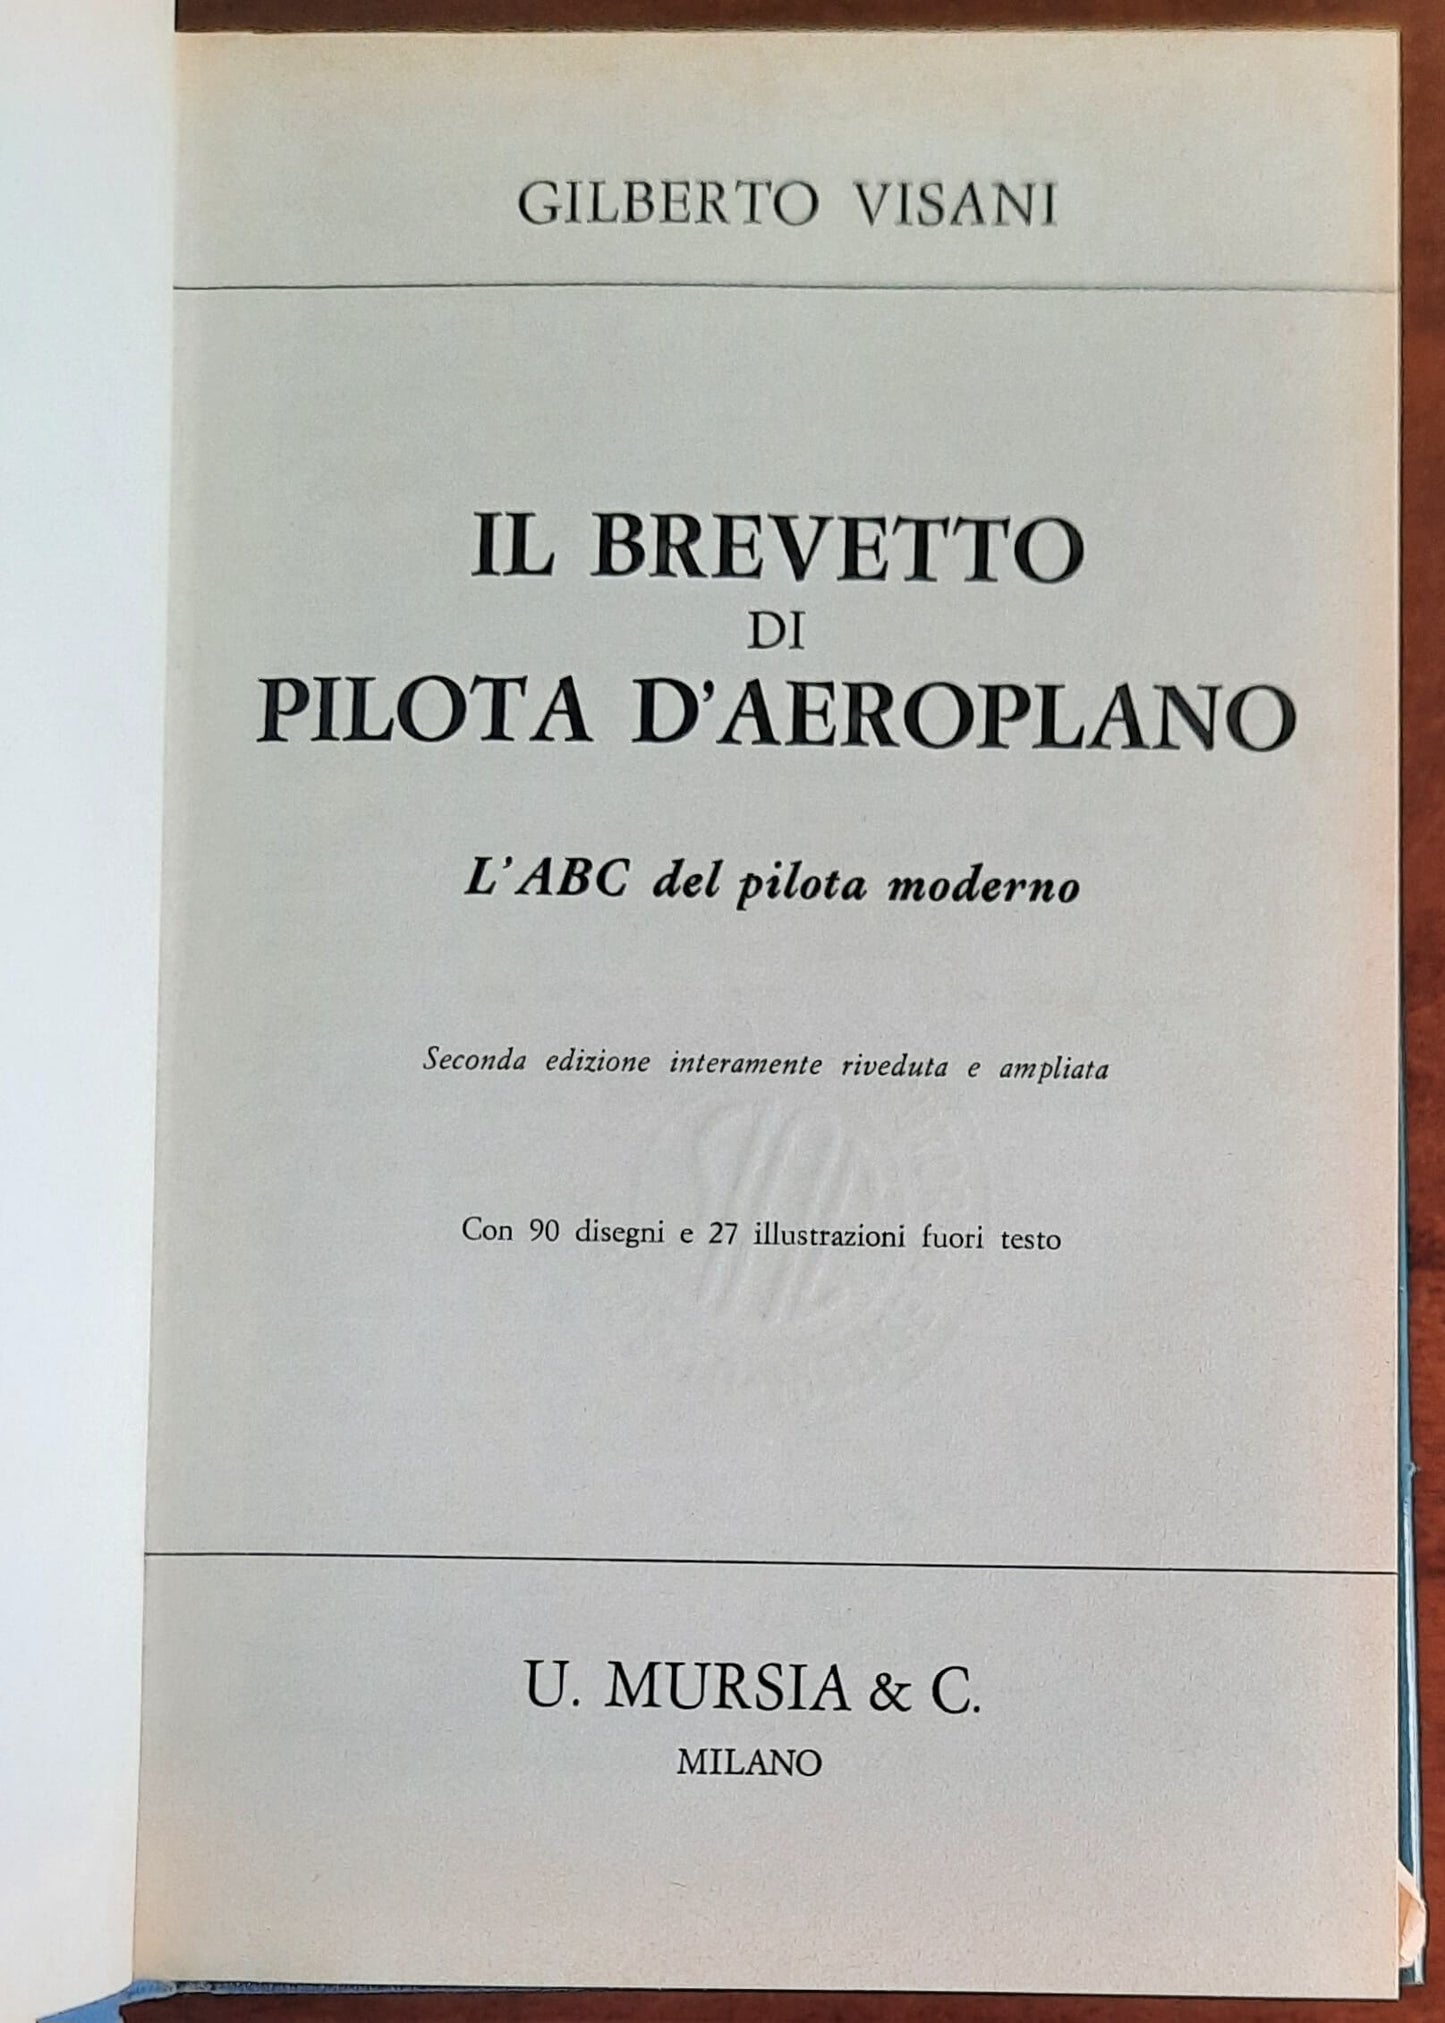 GILBERTO VISANI
IL BREVETTO
DI
PILOTA D'AEROPLANO
L'ABC del pilota moderno
Seconda edizione interamente riveduta e ampliata
Con 90 disegni e 27 illustrazioni fuori testo
U. MURSIA & C.
MILANO